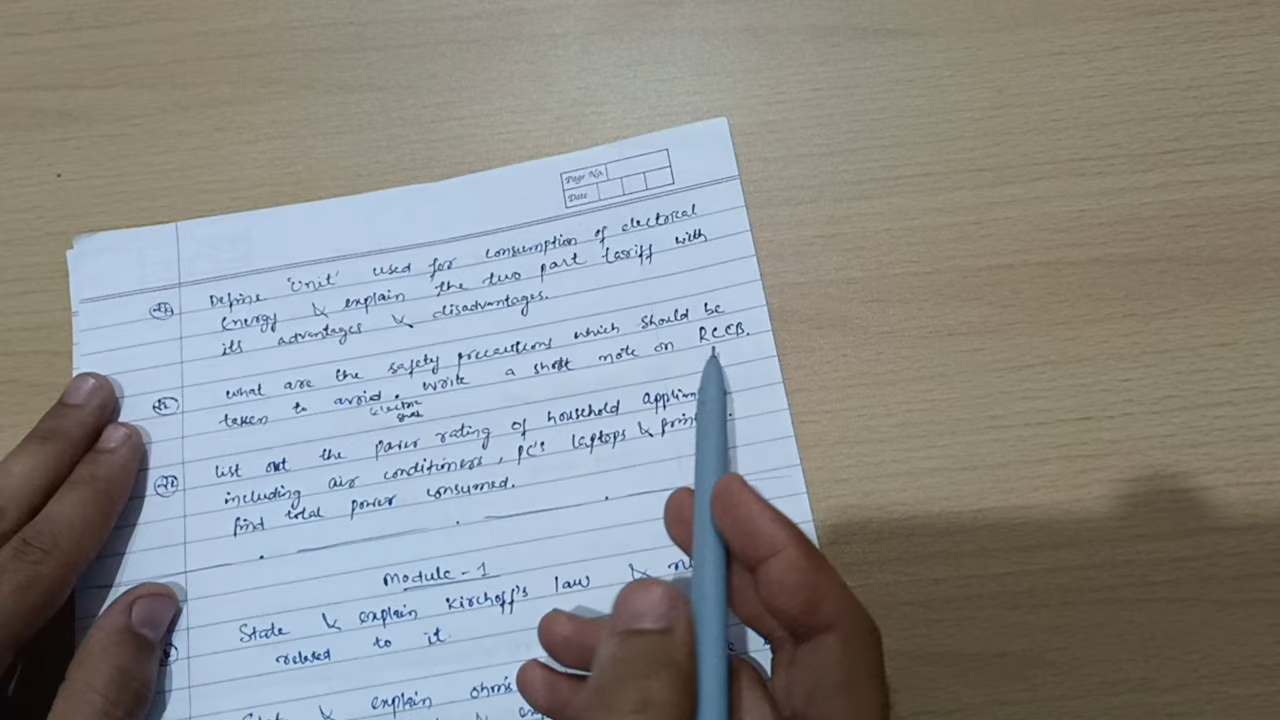 Page No.
Date
Define 'Unit' used for consumption of electrical
energy & explain the two part tariff with
its advantages & disadvantages.
what are the safety precautions which should be
taken to avoid. write a short note on RCCB.
electric
List out the power rating of household
including air conditioners, PC's laptops &
find total power consumed.
Module - 1
State & explain Kirchoff's law &
related to it.
& explain ohm's